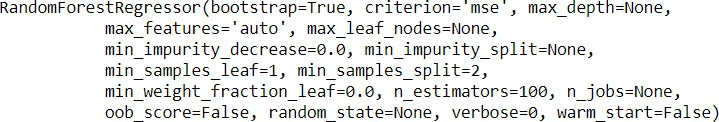 RandomForestRegressor(bootstrap=True, criterion='mse', max_depth=None,
max_features='auto', max_leaf_nodes=None,
min_impurity_decrease=0.0, min_impurity_split=None,
min_samples_leaf=1, min_samples_split=2,
min_weight_fraction_leaf=0.0, n_estimators=100, n_jobs=None,
oob_score=False, random_state=None, verbose=0, warm_start=False)